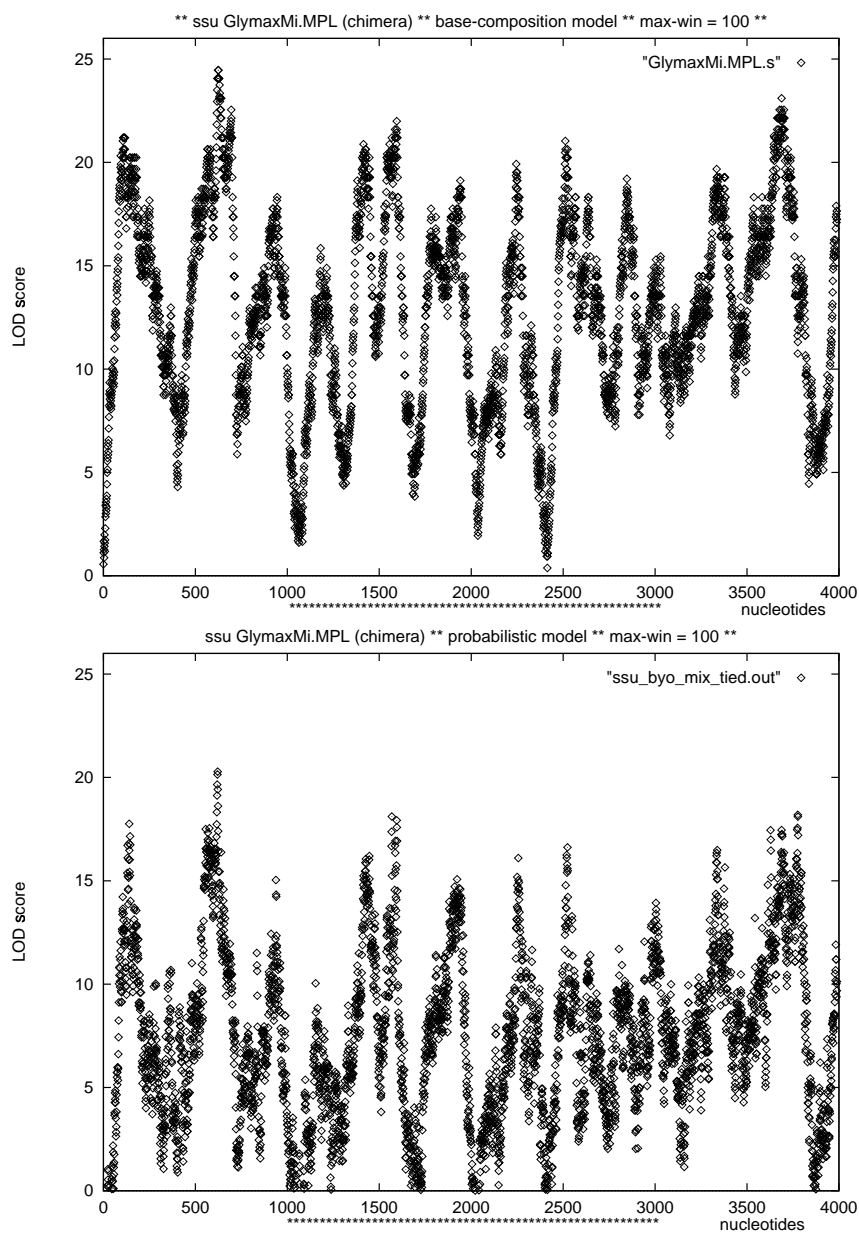 ** ssu GlymaxMi.MPL (chimera) ** base-composition model ** max-win = 100 **
25
"GlymaxMi.MPL.s"
20
15
LOD score
10
5
0
0 500 1000 1500 2000 2500 3000 3500 4000
*******************************************************
nucleotides
ssu GlymaxMi.MPL (chimera) ** probabilistic model ** max-win = 100 **
25
"ssu_byo_mix_tied.out"
20
15
LOD score
10
5
0
0 500 1000 1500 2000 2500 3000 3500 4000
*******************************************************
nucleotides